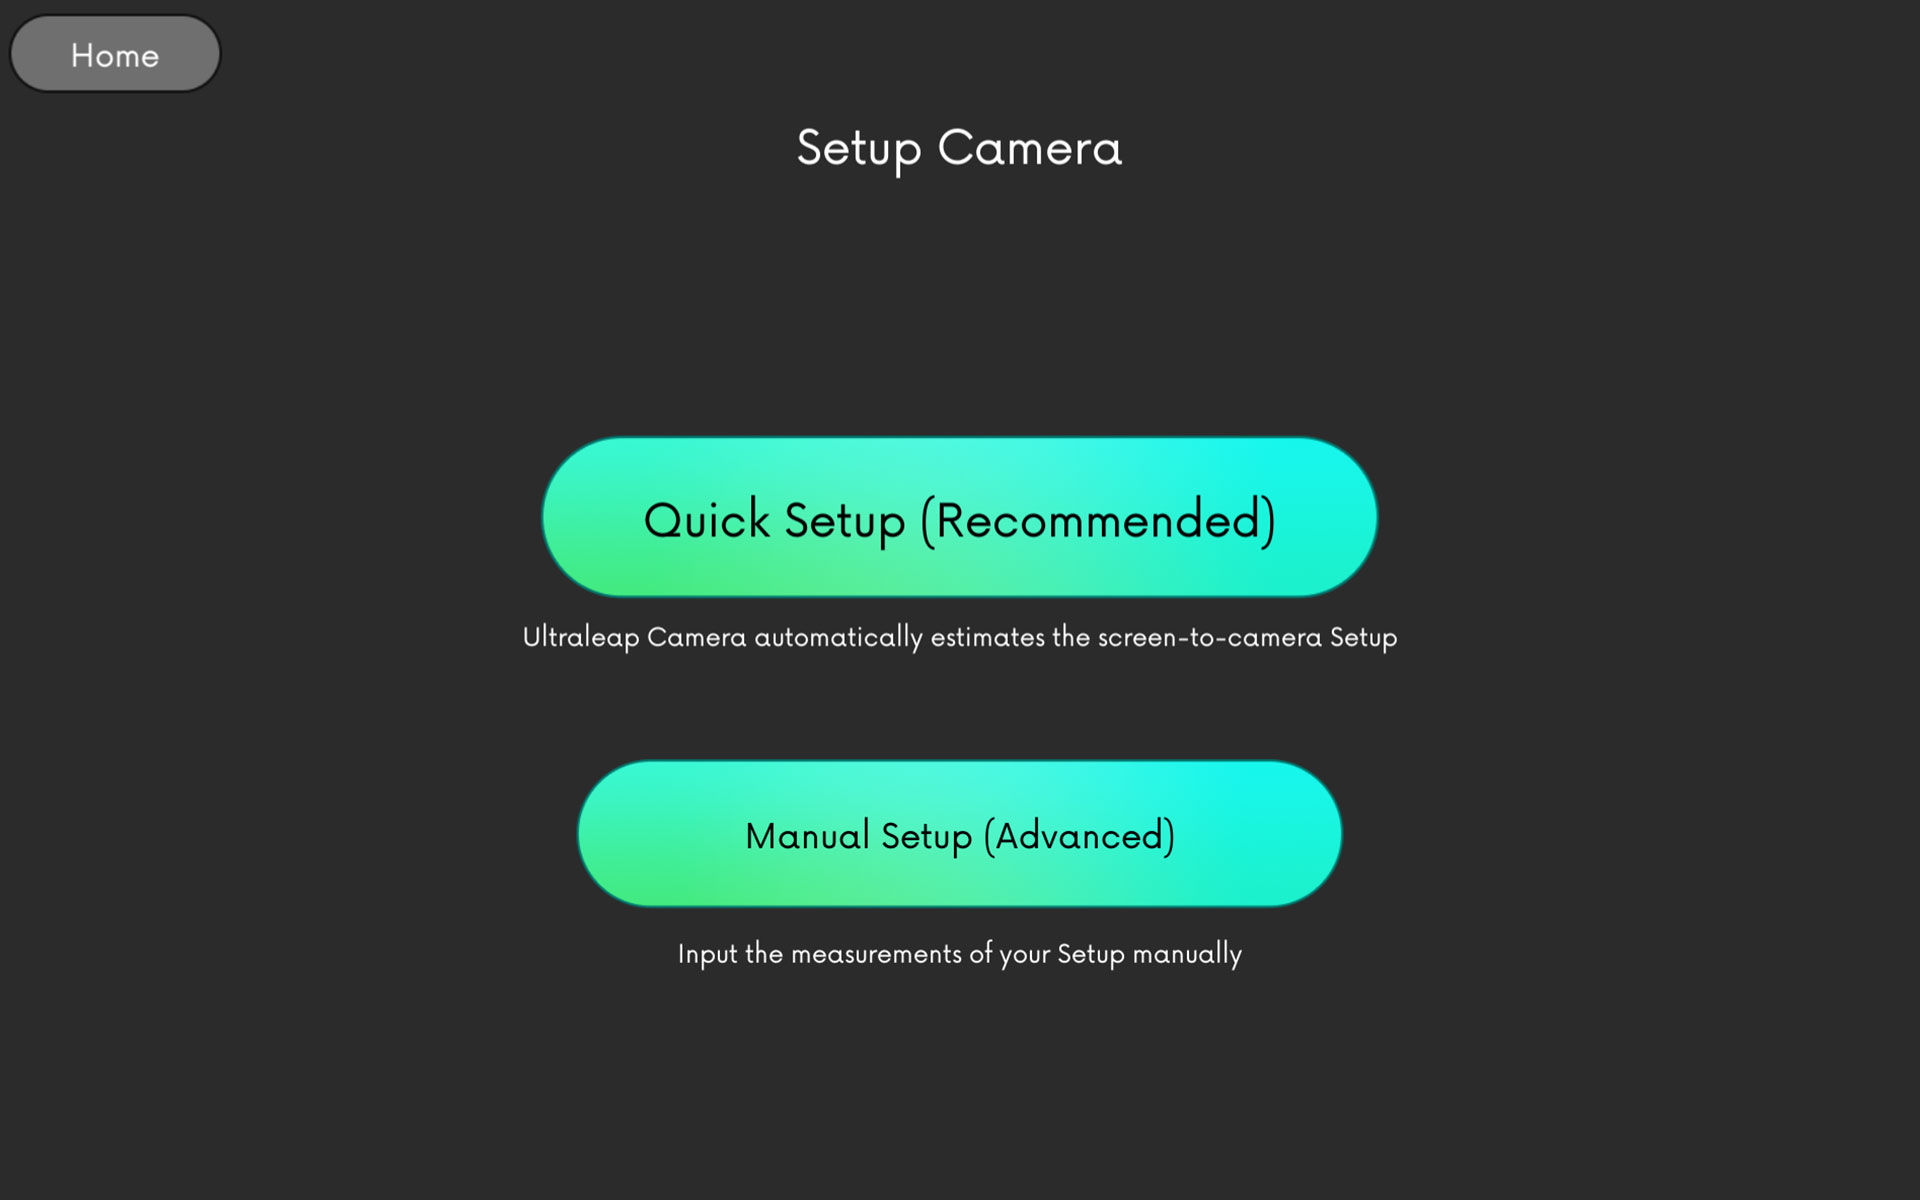 Home
Setup Camera
Quick Setup (Recommended)
Ultraleap Camera automatically estimates the screen-to-camera Setup
Manual Setup (Advanced)
Input the measurements of your Setup manually